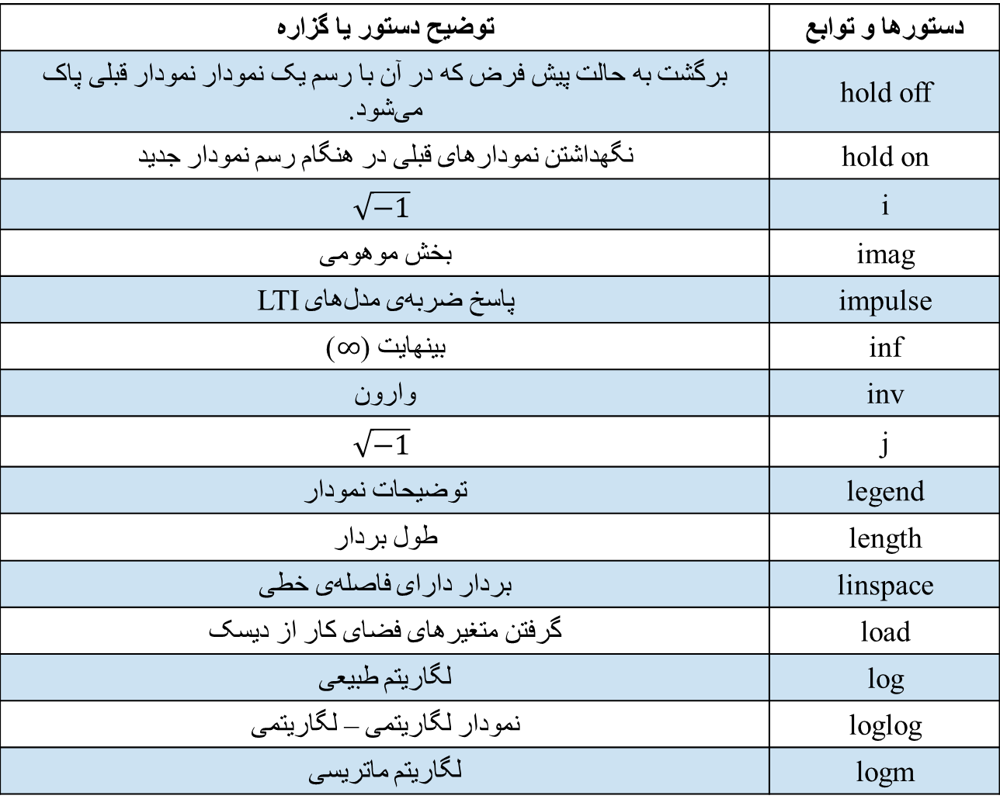 دستورها و توابع
توضیح دستور یا گزاره
hold off
برگشت به حالت پیش فرض که در آن با رسم یک نمودار نمودار قبلی پاک
می‌شود.
hold on
نگهداشتن نمودارهای قبلی در هنگام رسم نمودار جدید
i
√−1
imag
بخش موهومی
impulse
پاسخ ضربه‌ی مدل‌های LTI
inf
بینهایت (∞)
inv
وارون
j
√−1
legend
توضیحات نمودار
length
طول بردار
linspace
بردار دارای فاصله‌ی خطی
load
گرفتن متغیرهای فضای کار از دیسک
log
لگاریتم طبیعی
loglog
نمودار لگاریتمی – لگاریتمی
logm
لگاریتم ماتریسی